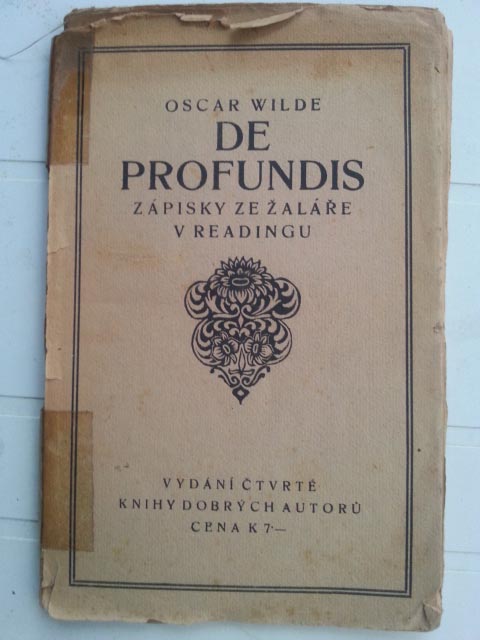 OSCAR WILDE
DE
PROFUNDIS
ZÁPISKY ZE ŽALÁŘE
V READINGU
VYDÁNÍ ČTVRTÉ
KNIHY DOBRÝCH AUTORŮ
CENA K 7·—